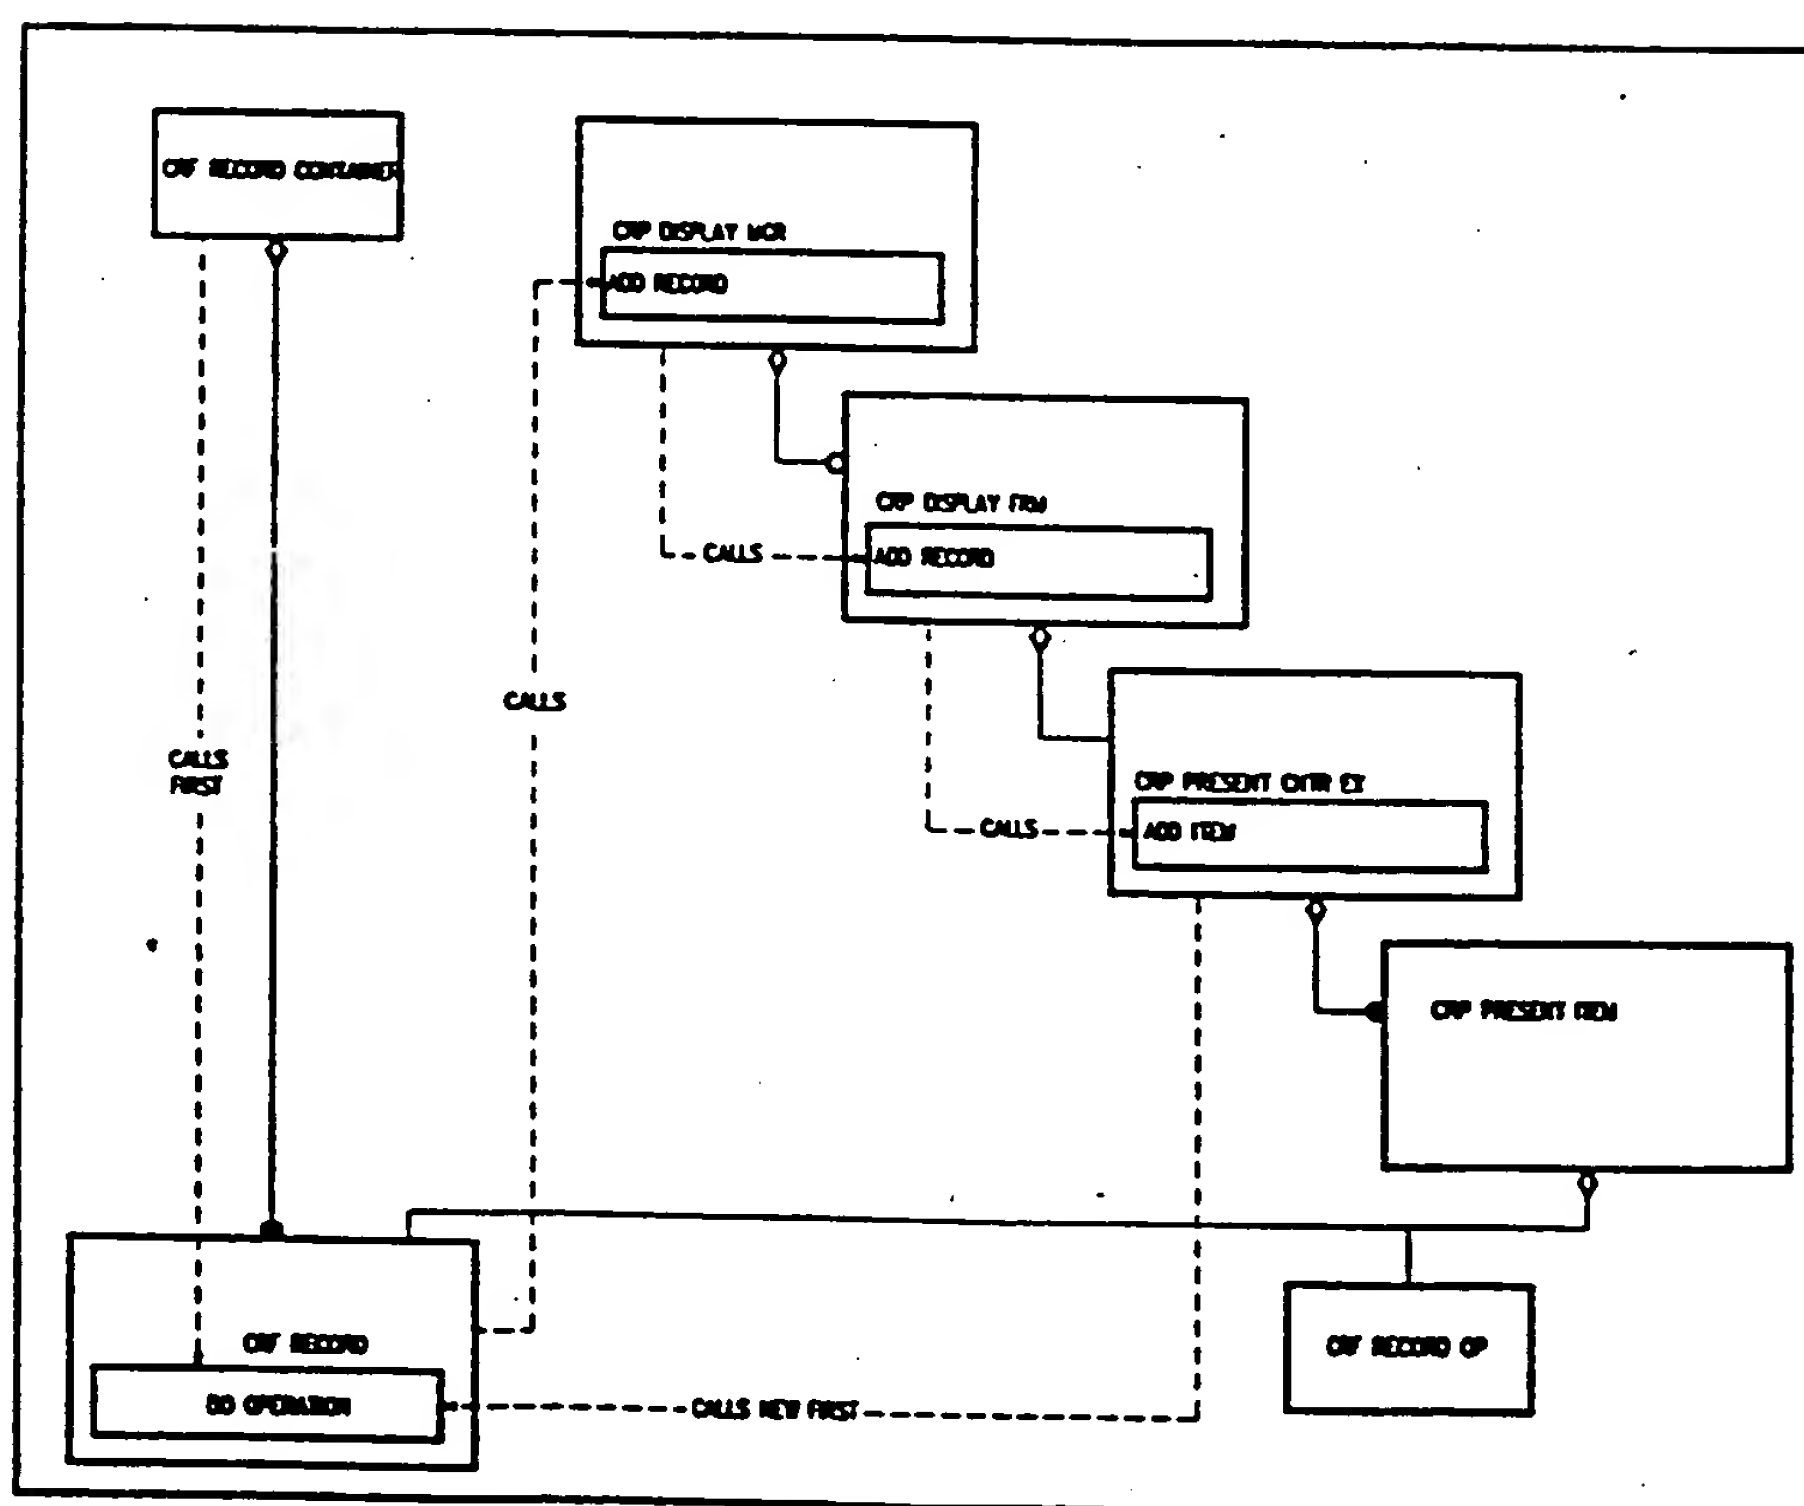 CRF RECORD CONTAINER
CRP DISPLAY MGR
ADD RECORD
CRP DISPLAY FRM
CALLS
ADD RECORD
CALLS
CALLS
FIRST
CRP PRESENT CNTR EX
CALLS
ADD ITEM
CRP PRESENT ITEM
CRF RECORD
CRF RECORD OP
DO OPERATION
CALLS NEW FIRST